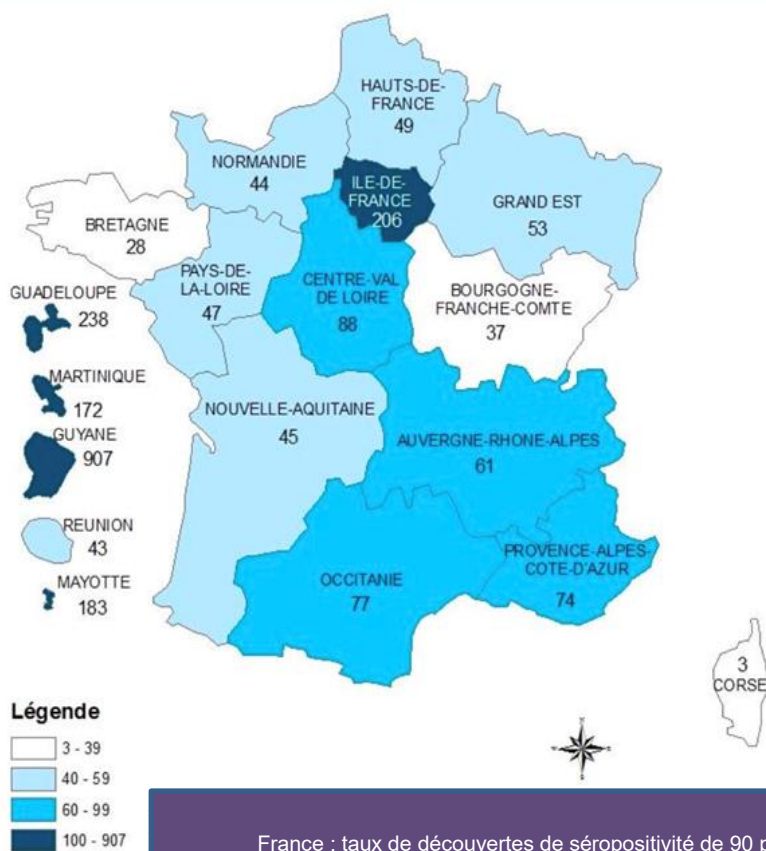 HAUTS-DE-
FRANCE
49
NORMANDIE
44
ILE-DE-
FRANCE
206
GRAND EST
53
BRETAGNE
28
PAYS-DE-
LA-LOIRE
47
CENTRE-VAL
DE LOIRE
88
BOURGOGNE-
FRANCHE-COMTE
37
GUADELOUPE
238
MARTINIQUE
172
GUYANE
907
REUNION
43
MAYOTTE
183
NOUVELLE-AQUITAINE
45
AUVERGNE-RHONE-ALPES
61
OCCITANIE
77
PROVENCE-ALPES-
COTE-D'AZUR
74
3
CORSE
Légende
3 - 39
40 - 59
60 - 99
100 - 907
France : taux de découvertes de séropositivité de 90 p